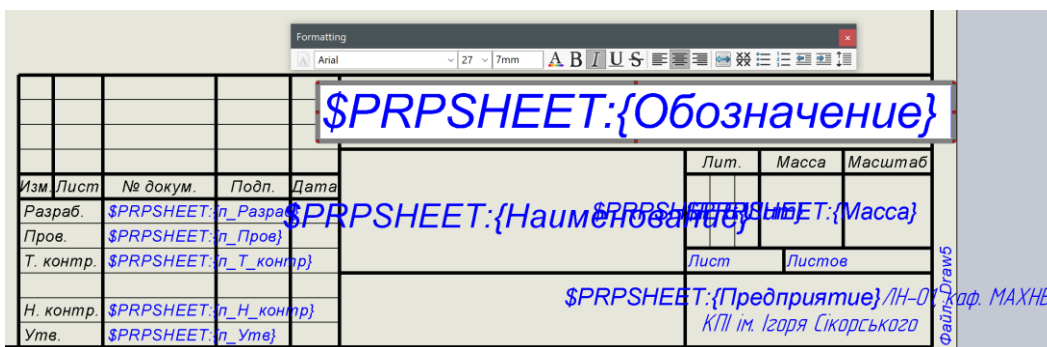 Formatting
Arial 27 7mm A B I U S
$PRPSHEET:{Обозначение}
Лит. Масса Масштаб
Изм. Лист № докум. Подп. Дата
Разраб. $PRPSHEET:{п_Разраб}
$PRPSHEET:{Наименование}
$PRPSHEET:{Масса}
Пров. $PRPSHEET:{п_Пров}
Т. контр. $PRPSHEET:{п_Т_контр}
Лист Листов
$PRPSHEET:{Предприятие} /ЛН-01 каф. МАХНВ
Н. контр. $PRPSHEET:{п_Н_контр}
КПІ ім. Ігоря Сікорського
Утв. $PRPSHEET:{п_Утв}
Файл: Draw5